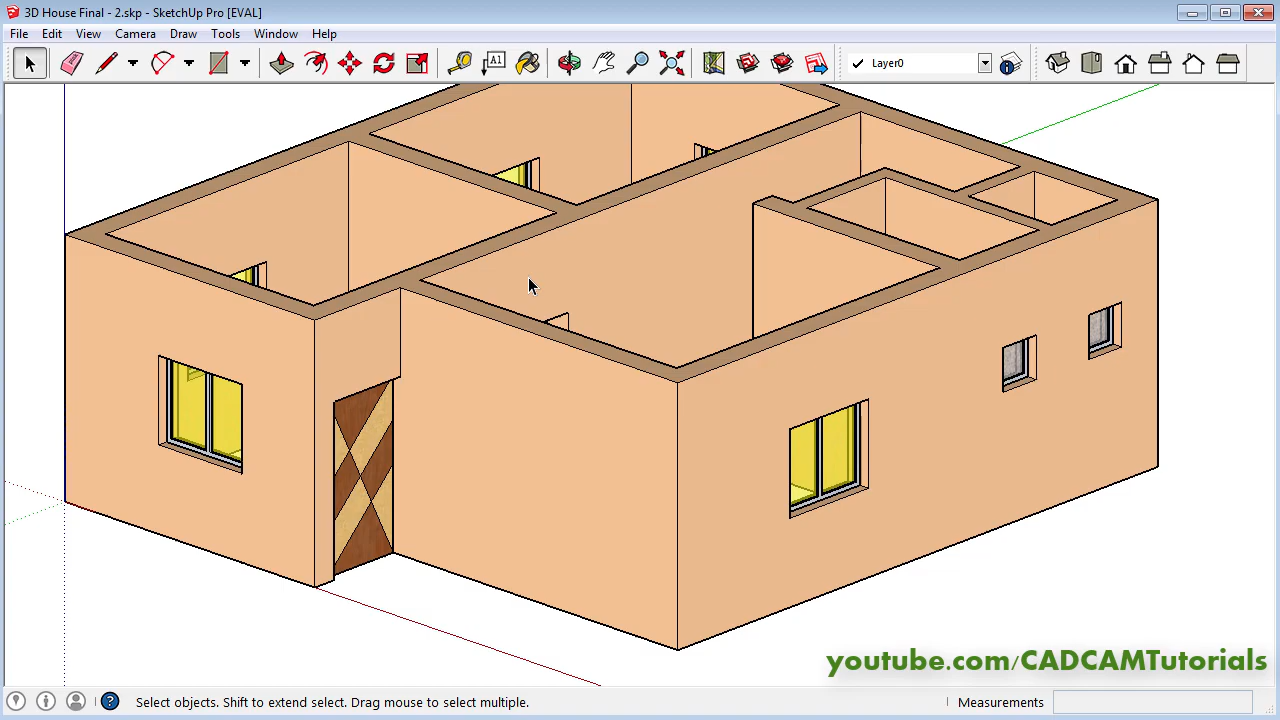 3D House Final - 2.skp - SketchUp Pro [EVAL]
File Edit View Camera Draw Tools Window Help
A1
Layer0
youtube.com/CADCAMTutorials
Select objects. Shift to extend select. Drag mouse to select multiple.
Measurements